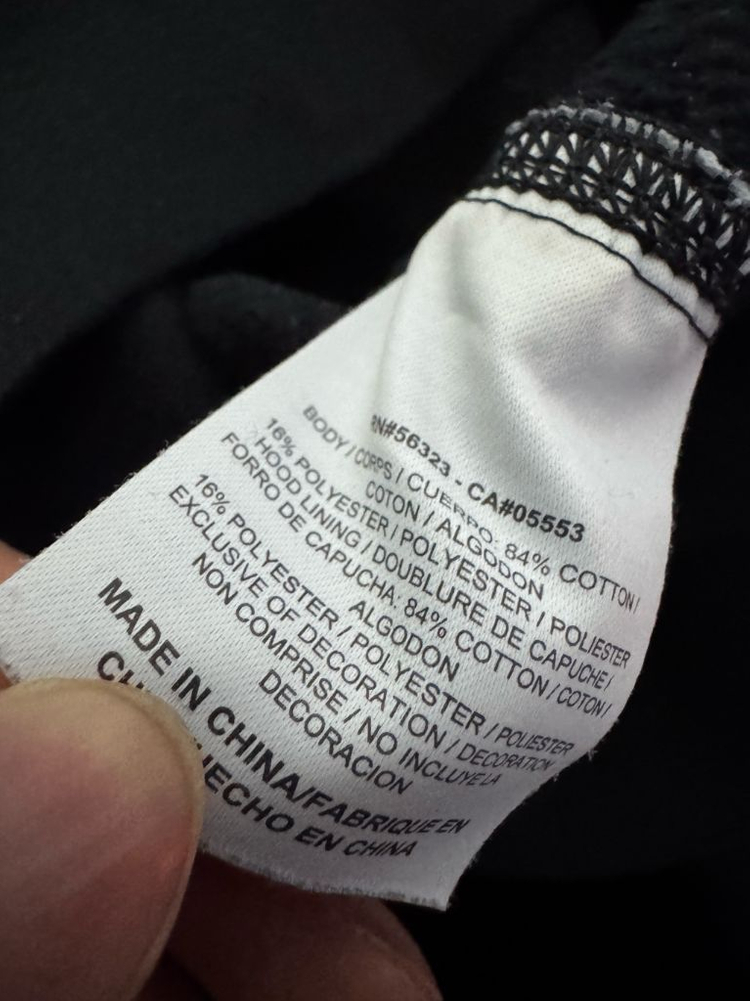 RN#56323 - CA#05553
BODY / CORPS / CUERPO: 84% COTTON /
COTON / ALGODON
16% POLYESTER / POLYESTER / POLIESTER
HOOD LINING / DOUBLURE DE CAPUCHE /
FORRO DE CAPUCHA: 84% COTTON / COTON /
ALGODON
16% POLYESTER / POLYESTER / POLIESTER
EXCLUSIVE OF DECORATION / DECORATION
NON COMPRISE / NO INCLUYE LA
DECORACION
MADE IN CHINA/FABRIQUE EN
HECHO EN CHINA